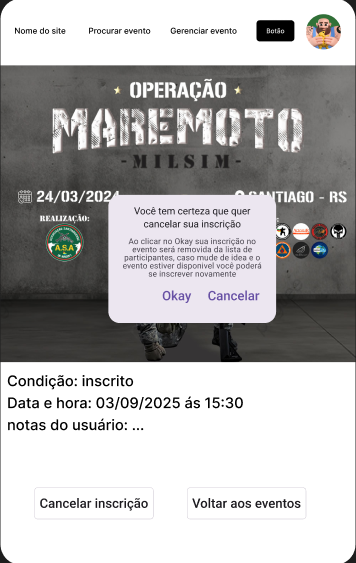 Nome do site
Procurar evento
Gerenciar evento
Botão
OPERAÇÃO
MAREMOTO
-MILSIM-
24/03/2024
SANTIAGO - RS
REALIZAÇÃO:
A.S.A
Você tem certeza que quer
cancelar sua inscrição
Ao clicar no Okay sua inscrição no
evento será removida da lista de
participantes, caso mude de idea e o
evento estiver disponivel você poderá
se inscrever novamente
Okay
Cancelar
Condição: inscrito
Data e hora: 03/09/2025 ás 15:30
notas do usuário: ...
Cancelar inscrição
Voltar aos eventos